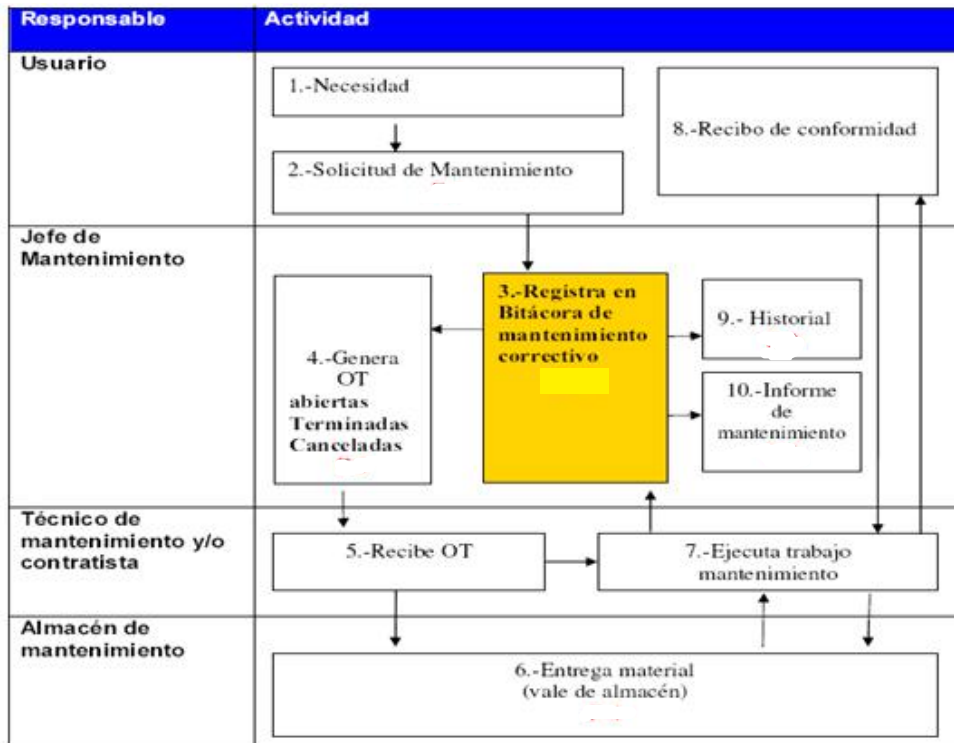 Responsable
Actividad
Usuario
1.-Necesidad
2.-Solicitud de Mantenimiento
8.-Recibo de conformidad
Jefe de
Mantenimiento
3.-Registra en
Bitácora de
mantenimiento
correctivo
4.-Genera
OT
abiertas
Terminadas
Canceladas
9.- Historial
10.-Informe
de
mantenimiento
Técnico de
mantenimiento y/o
contratista
5.-Recibe OT
7.-Ejecuta trabajo
mantenimiento
Almacén de
mantenimiento
6.-Entrega material
(vale de almacén)